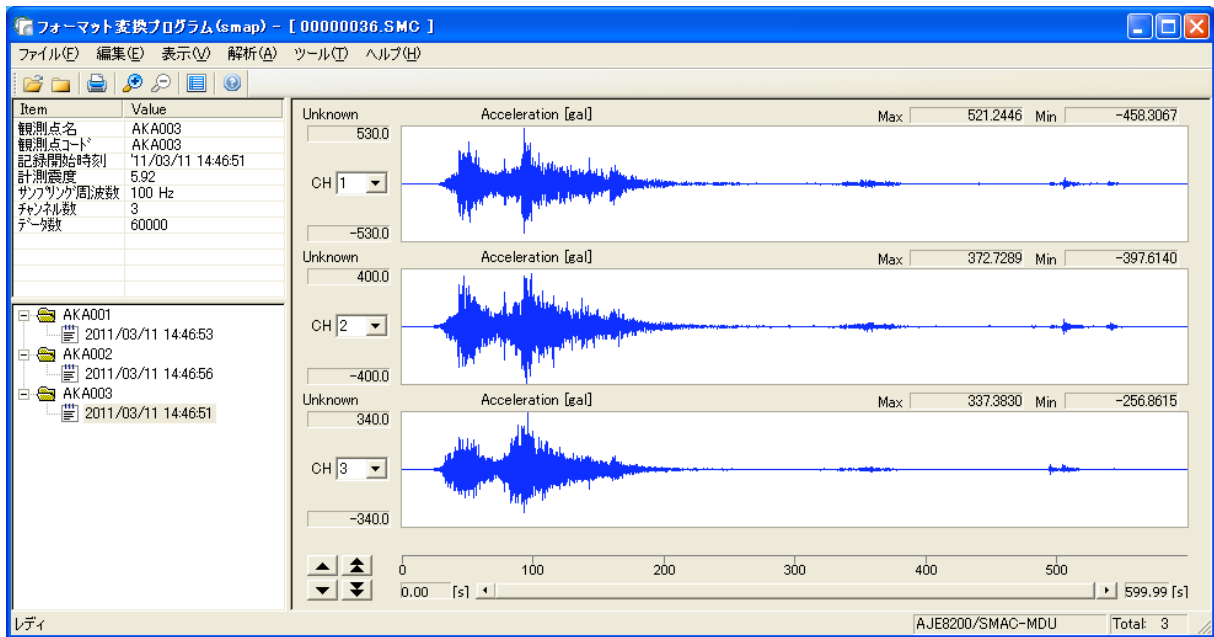 フォーマット変換プログラム(smap) - [ 00000036.SMC ]
ファイル(F) 編集(E) 表示(V) 解析(A) ツール(T) ヘルプ(H)
Item Value
観測点名 AKA003
観測点コード AKA003
記録開始時刻 '11/03/11 14:46:51
計測震度 5.92
サンプリング周波数 100 Hz
チャンネル数 3
データ数 60000
AKA001
2011/03/11 14:46:53
AKA002
2011/03/11 14:46:56
AKA003
2011/03/11 14:46:51
Unknown Acceleration [gal] Max 521.2446 Min -458.3067
530.0
CH 1
-530.0
Unknown Acceleration [gal] Max 372.7289 Min -397.6140
400.0
CH 2
-400.0
Unknown Acceleration [gal] Max 337.3830 Min -256.8615
340.0
CH 3
-340.0
0 100 200 300 400 500
0.00 [s] 599.99 [s]
レディ AJE8200/SMAC-MDU Total: 3